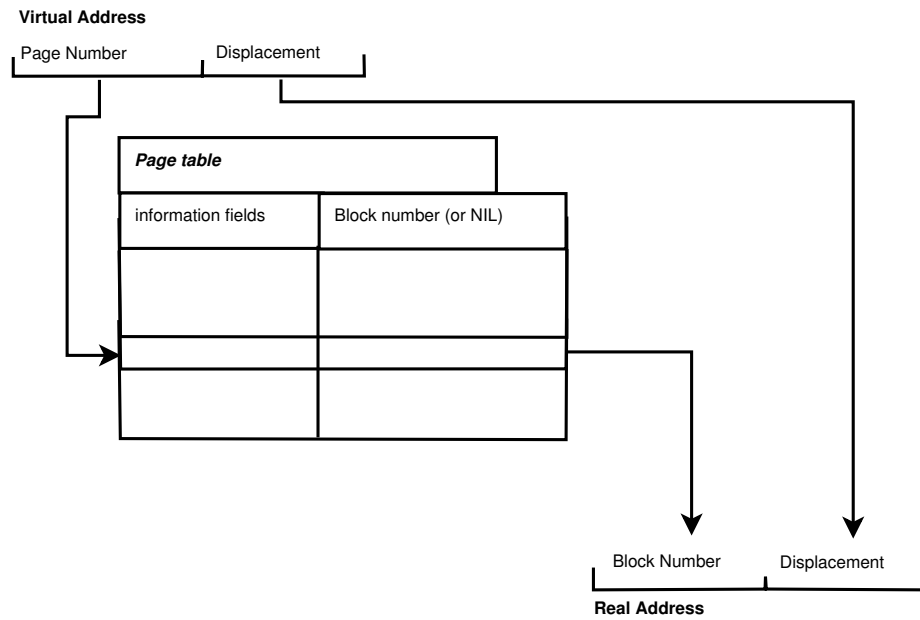 Virtual Address
Page Number
Displacement
Page table
information fields
Block number (or NIL)
Block Number
Displacement
Real Address